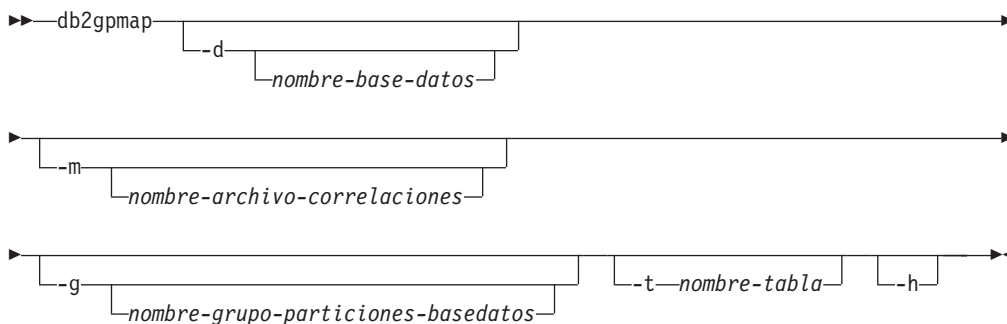 db2gpmap -d
nombre-base-datos
-m
nombre-archivo-correlaciones
-g -t nombre-tabla -h
nombre-grupo-particiones-basedatos